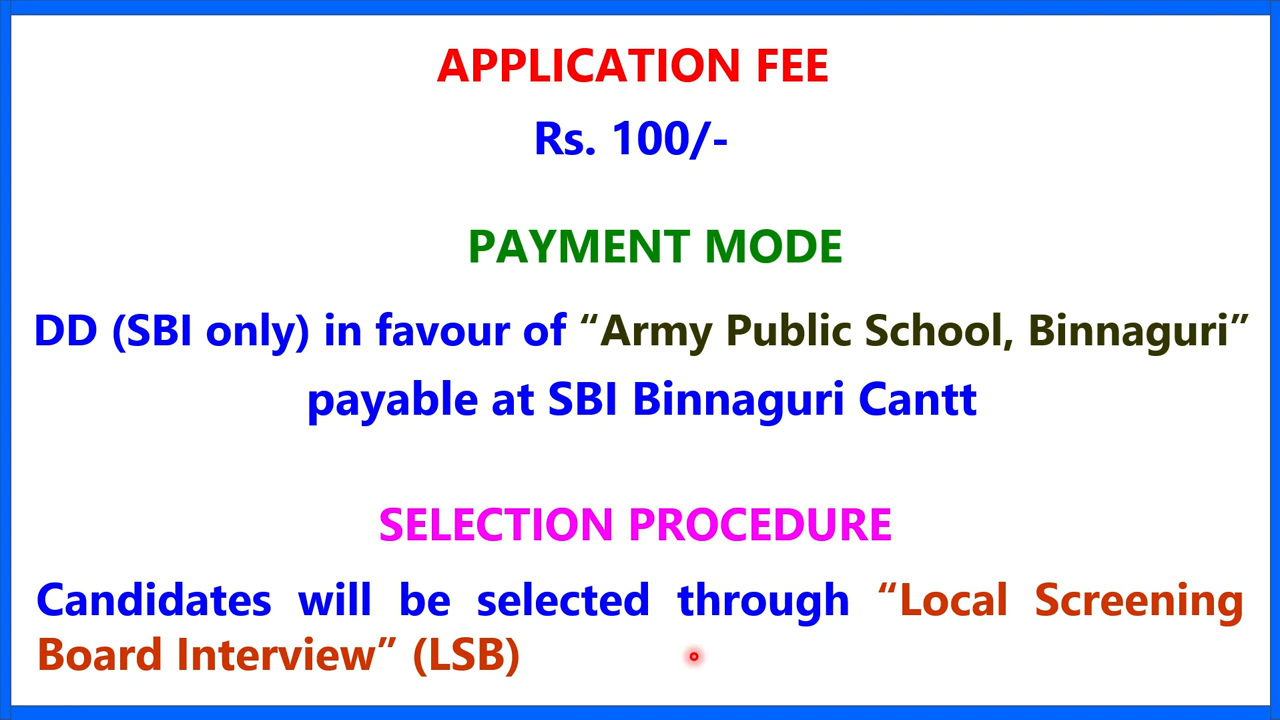 APPLICATION FEE
Rs. 100/-
PAYMENT MODE
DD (SBI only) in favour of “Army Public School, Binnaguri”
payable at SBI Binnaguri Cantt
SELECTION PROCEDURE
Candidates will be selected through “Local Screening
Board Interview” (LSB)